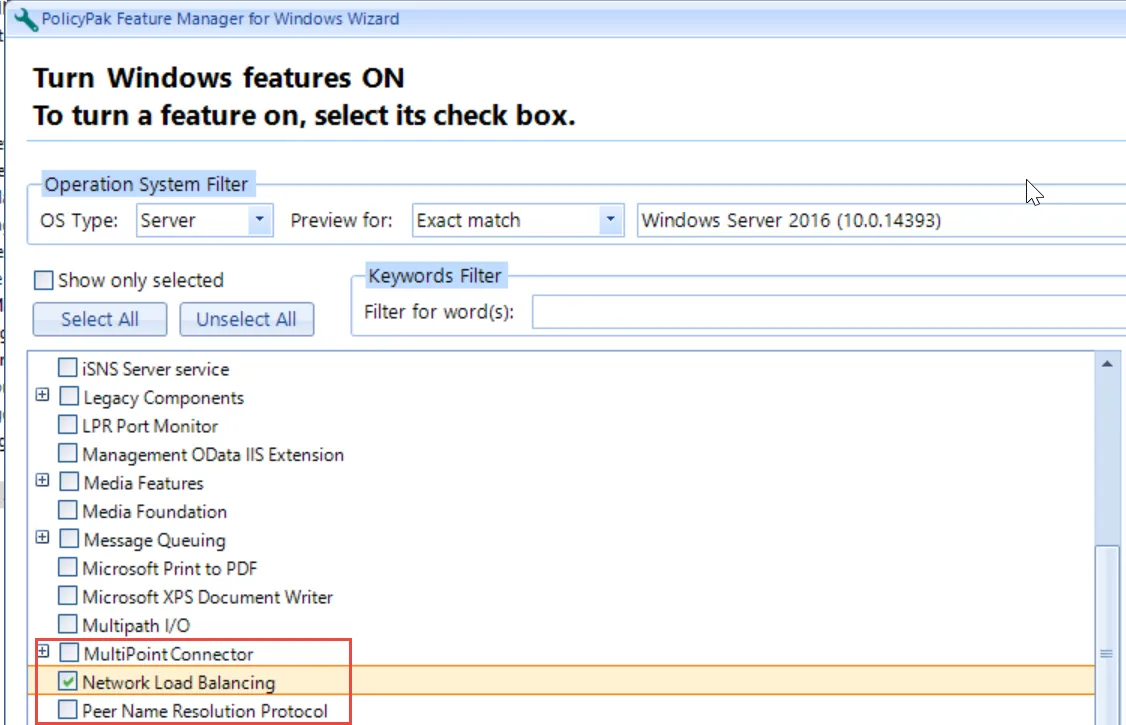 PolicyPak Feature Manager for Windows Wizard
Turn Windows features ON
To turn a feature on, select its check box.
Operation System Filter
OS Type: Server Preview for: Exact match Windows Server 2016 (10.0.14393)
Show only selected
Keywords Filter
Select All Unselect All Filter for word(s):
iSNS Server service
Legacy Components
LPR Port Monitor
Management OData IIS Extension
Media Features
Media Foundation
Message Queuing
Microsoft Print to PDF
Microsoft XPS Document Writer
Multipath I/O
MultiPoint Connector
Network Load Balancing
Peer Name Resolution Protocol